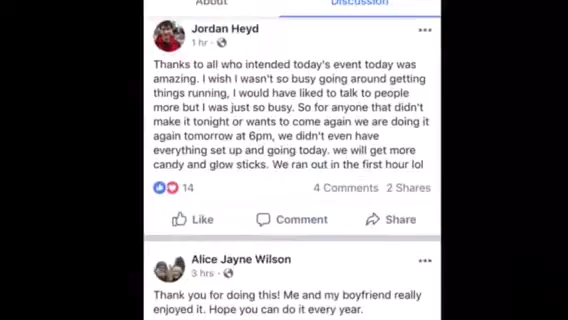 About
Discussion
Jordan Heyd
1 hr ·
Thanks to all who intended today's event today was
amazing. I wish I wasn't so busy going around getting
things running, I would have liked to talk to people
more but I was just so busy. So for anyone that didn't
make it tonight or wants to come again we are doing it
again tomorrow at 6pm, we didn't even have
everything set up and going today. we will get more
candy and glow sticks. We ran out in the first hour lol
14
4 Comments 2 Shares
Like Comment Share
Alice Jayne Wilson
3 hrs ·
Thank you for doing this! Me and my boyfriend really
enjoyed it. Hope you can do it every year.